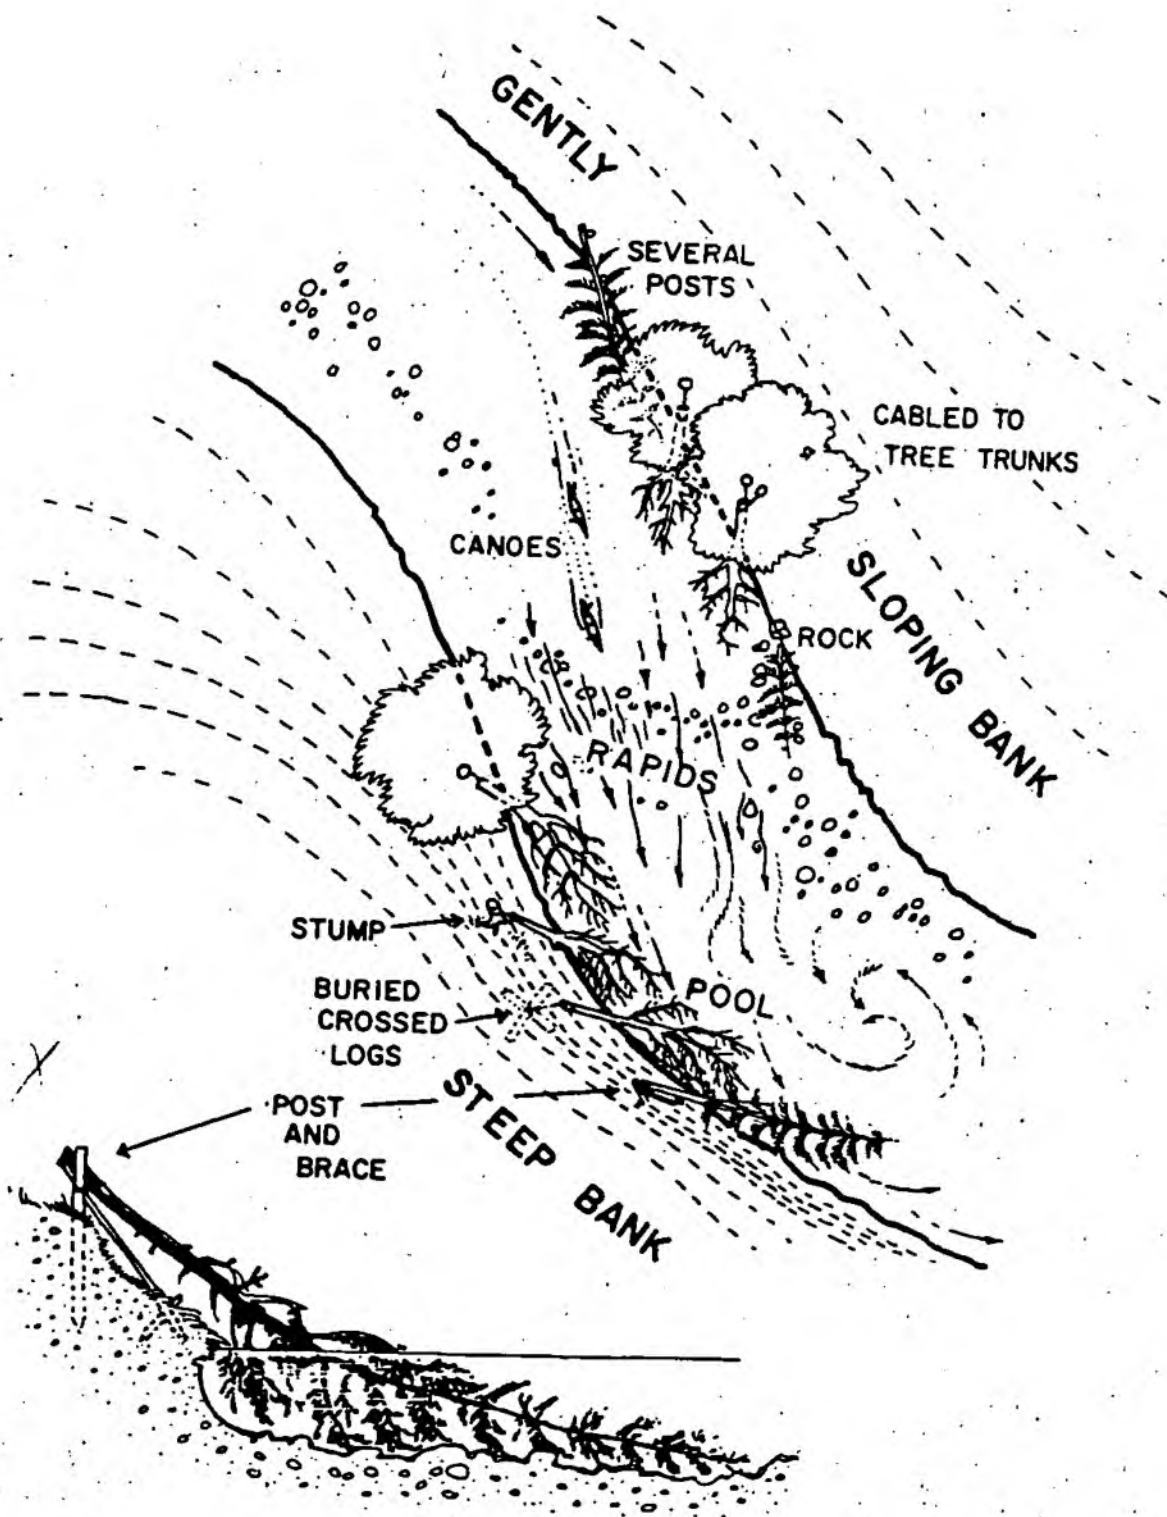 GENTLY
SEVERAL
POSTS
CABLED TO
TREE TRUNKS
CANOES
SLOPING BANK
ROCK
RAPIDS
STUMP
POOL
BURIED
CROSSED
LOGS
STEEP BANK
POST
AND
BRACE